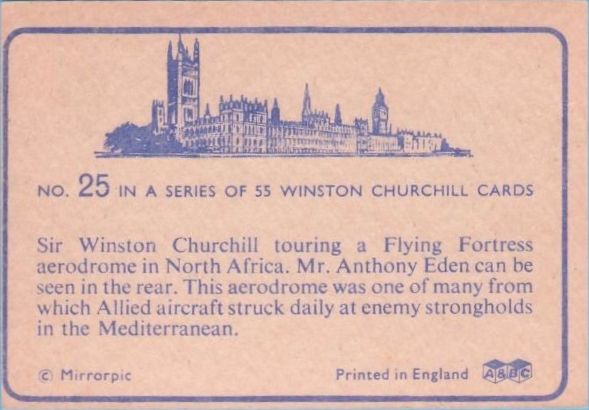 NO. 25 IN A SERIES OF 55 WINSTON CHURCHILL CARDS
Sir Winston Churchill touring a Flying Fortress
aerodrome in North Africa. Mr. Anthony Eden can be
seen in the rear. This aerodrome was one of many from
which Allied aircraft struck daily at enemy strongholds
in the Mediterranean.
© Mirrorpic Printed in England A&BC